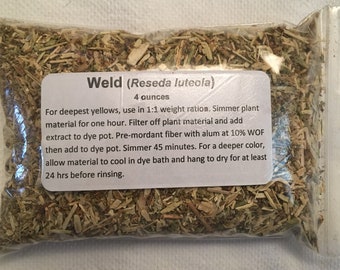 Weld (Reseda luteola)
4 ounces
For deepest yellows, use in 1:1 weight ration. Simmer plant
material for one hour. Filter off plant material and add
extract to dye pot. Pre-mordant fiber with alum at 10% WOF
then add to dye pot. Simmer 45 minutes. For a deeper color,
allow material to cool in dye bath and hang to dry for at least
24 hrs before rinsing.